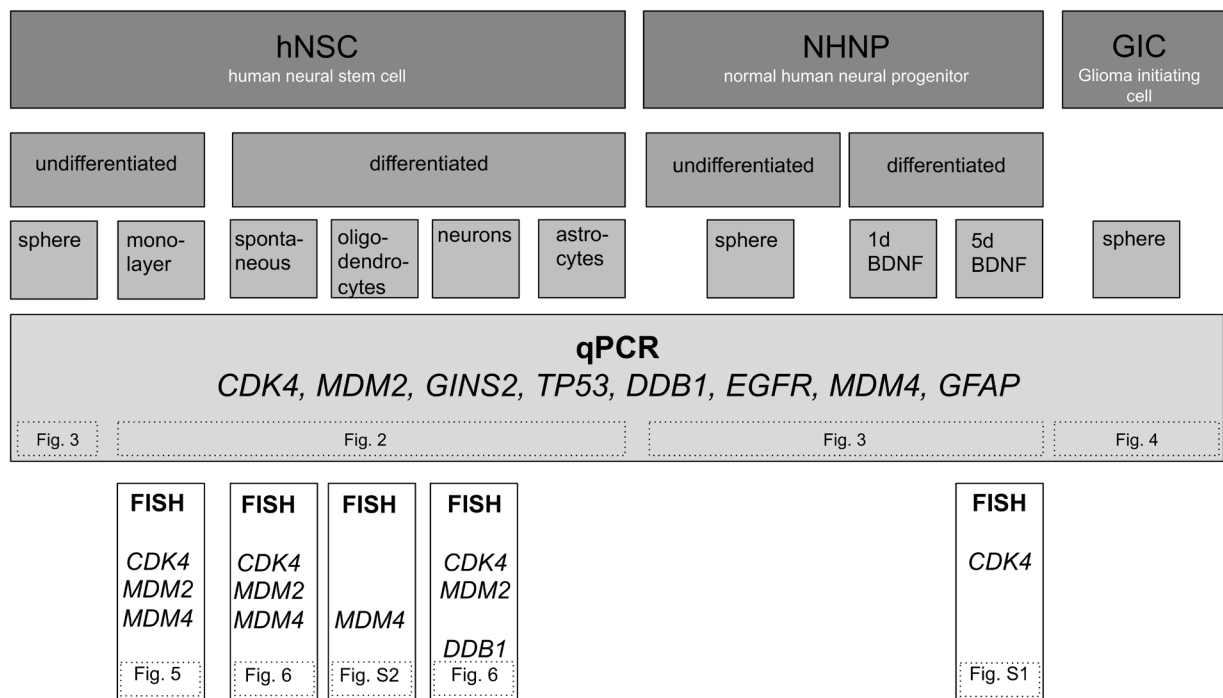 hNSC
human neural stem cell
NHNP
normal human neural progenitor
GIC
Glioma initiating
cell
undifferentiated
differentiated
undifferentiated
differentiated
sphere
mono-
layer
sponta-
neous
oligo-
dendro-
cytes
neurons
astro-
cytes
sphere
1d
BDNF
5d
BDNF
sphere
qPCR
CDK4, MDM2, GINS2, TP53, DDB1, EGFR, MDM4, GFAP
Fig. 3
Fig. 2
Fig. 3
Fig. 4
FISH
CDK4
MDM2
MDM4
Fig. 5
FISH
CDK4
MDM2
MDM4
Fig. 6
FISH
MDM4
Fig. S2
FISH
CDK4
MDM2
DDB1
Fig. 6
FISH
CDK4
Fig. S1